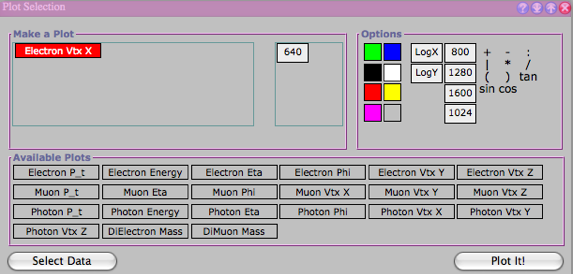 Plot Selection
Make a Plot
Electron Vtx X
640
Options
LogX 800 + - :
LogY 1280 | * /
( ) tan
1600 sin cos
1024
Available Plots
Electron P_t Electron Energy Electron Eta Electron Phi Electron Vtx Y Electron Vtx Z
Muon P_t Muon Eta Muon Phi Muon Vtx X Muon Vtx Y Muon Vtx Z
Photon P_t Photon Energy Photon Eta Photon Phi Photon Vtx X Photon Vtx Y
Photon Vtx Z DiElectron Mass DiMuon Mass
Select Data Plot It!